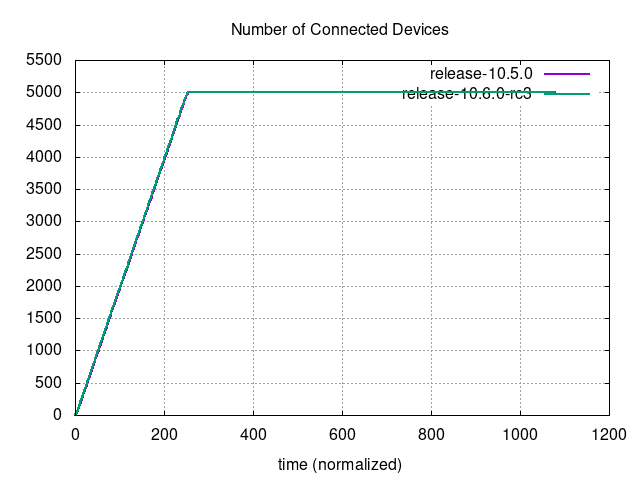 Number of Connected Devices
5500
5000
4500
4000
3500
3000
2500
2000
1500
1000
500
0
release-10.5.0
release-10.6.0-rc3
0 200 400 600 800 1000 1200
time (normalized)